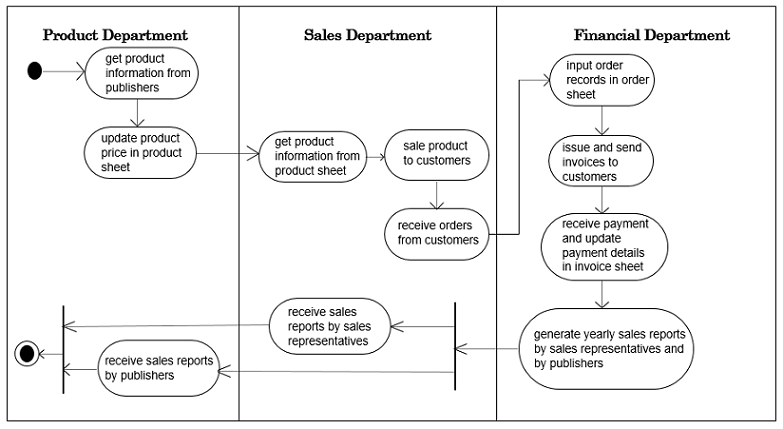 Product Department
Sales Department
Financial Department
get product
information from
publishers
update product
price in product
sheet
get product
information from
product sheet
sale product
to customers
receive orders
from customers
input order
records in order
sheet
issue and send
invoices to
customers
receive payment
and update
payment details
in invoice sheet
generate yearly sales reports
by sales representatives and
by publishers
receive sales
reports by sales
representatives
receive sales reports
by publishers